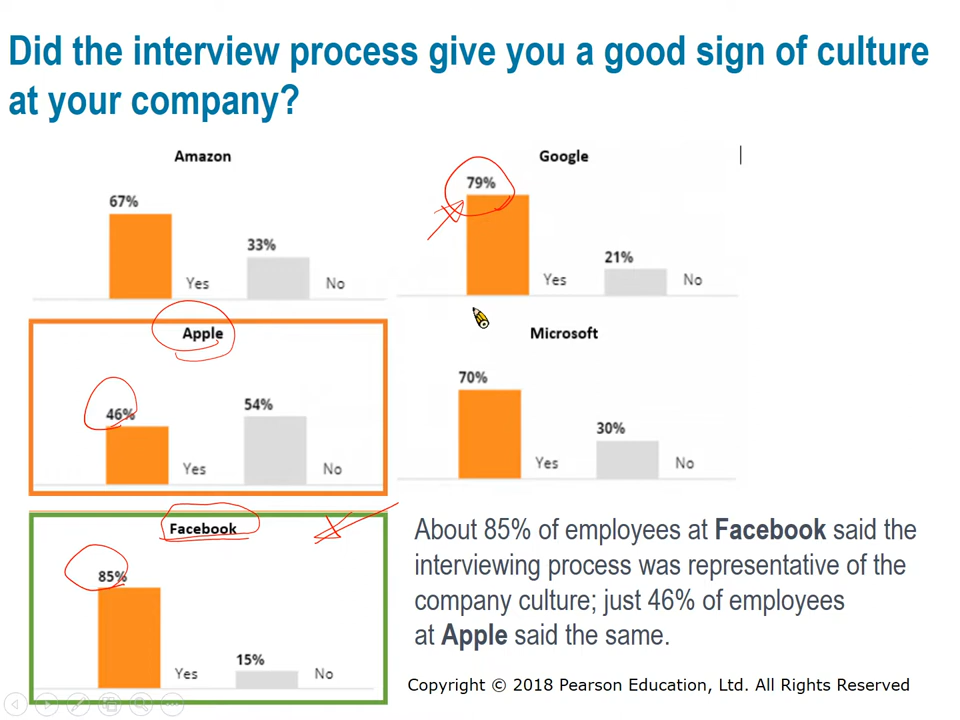 Did the interview process give you a good sign of culture
at your company?
Amazon
67%
33%
Yes
No
Google
79%
21%
Yes
No
Apple
46%
54%
Yes
No
Microsoft
70%
30%
Yes
No
Facebook
85%
15%
Yes
No
About 85% of employees at Facebook said the
interviewing process was representative of the
company culture; just 46% of employees
at Apple said the same.
Copyright © 2018 Pearson Education, Ltd. All Rights Reserved